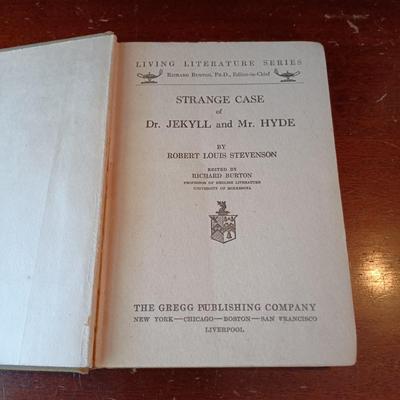 LIVING LITERATURE SERIES
RICHARD BURTON, PH.D., Editor-in-Chief
STRANGE CASE
of
DR. JEKYLL and MR. HYDE
BY
ROBERT LOUIS STEVENSON
EDITED BY
RICHARD BURTON
PROFESSOR OF ENGLISH LITERATURE
UNIVERSITY OF MINNESOTA
THE GREGG PUBLISHING COMPANY
NEW YORK—CHICAGO—BOSTON—SAN FRANCISCO
LIVERPOOL